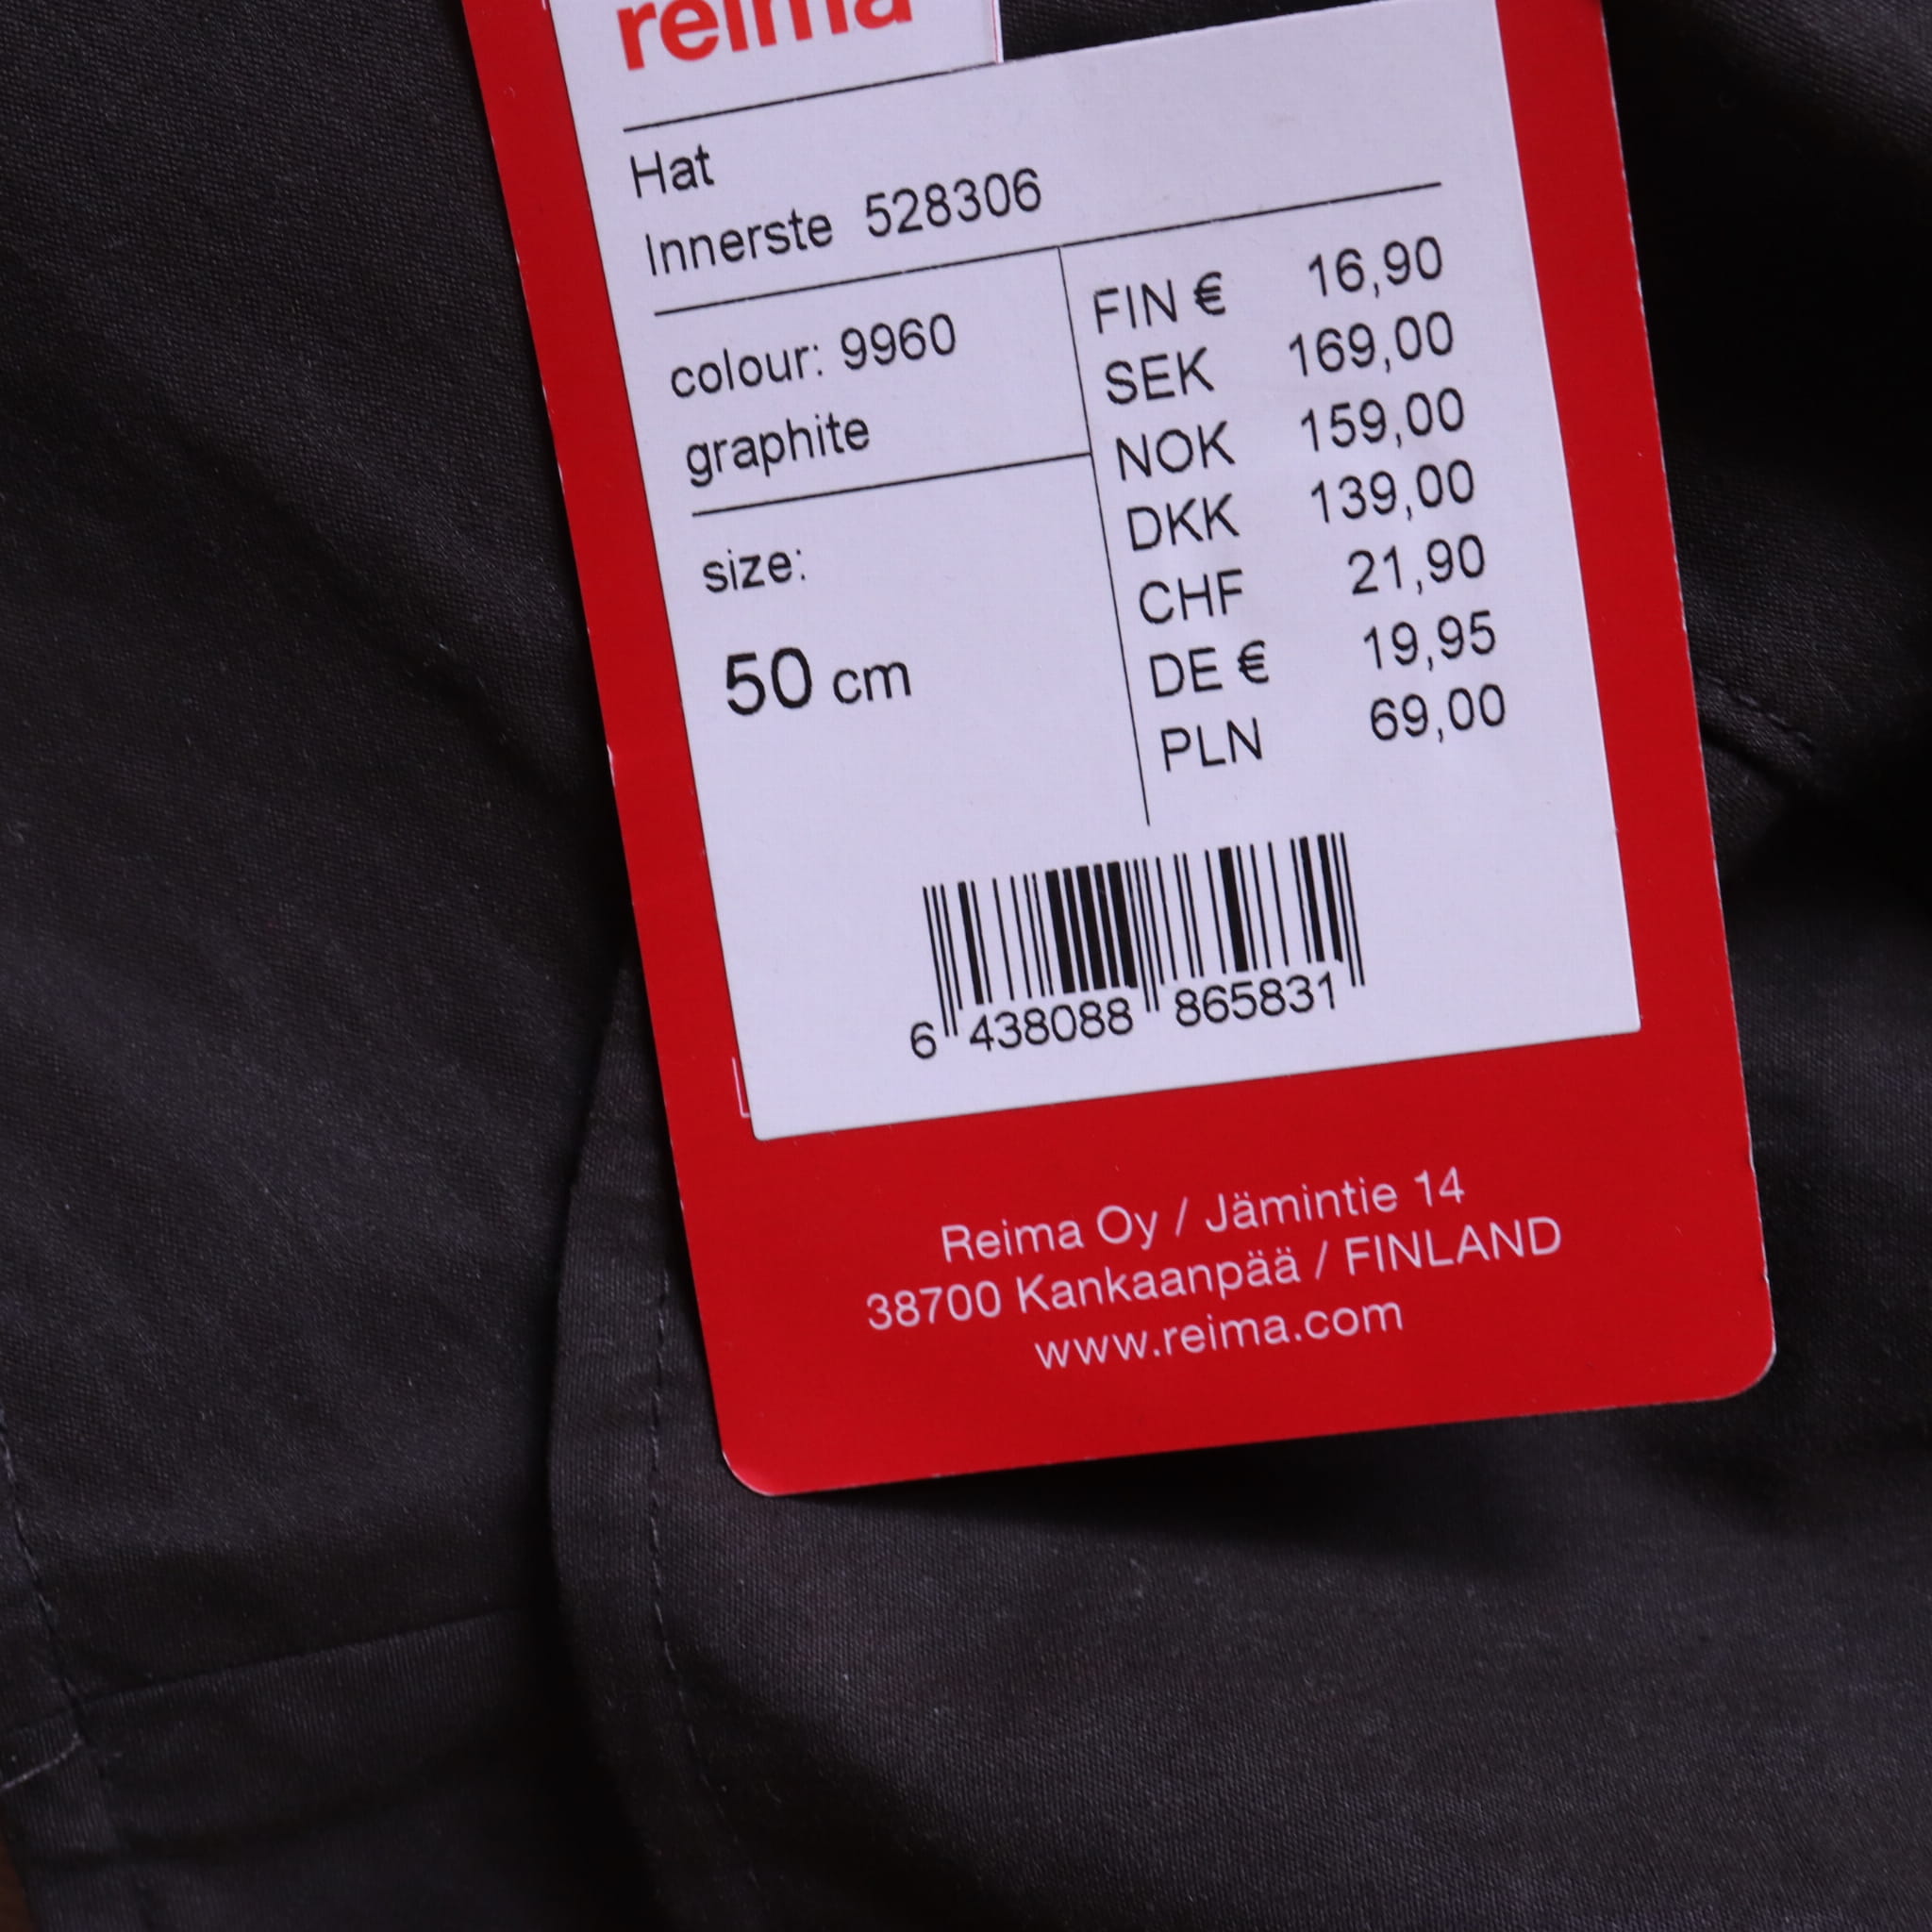 reima
Hat
Innerste 528306
colour: 9960
graphite
size:
50 cm
FIN € 16,90
SEK 169,00
NOK 159,00
DKK 139,00
CHF 21,90
DE € 19,95
PLN 69,00
6 438088 865831
Reima Oy / Jämintie 14
38700 Kankaanpää / FINLAND
www.reima.com